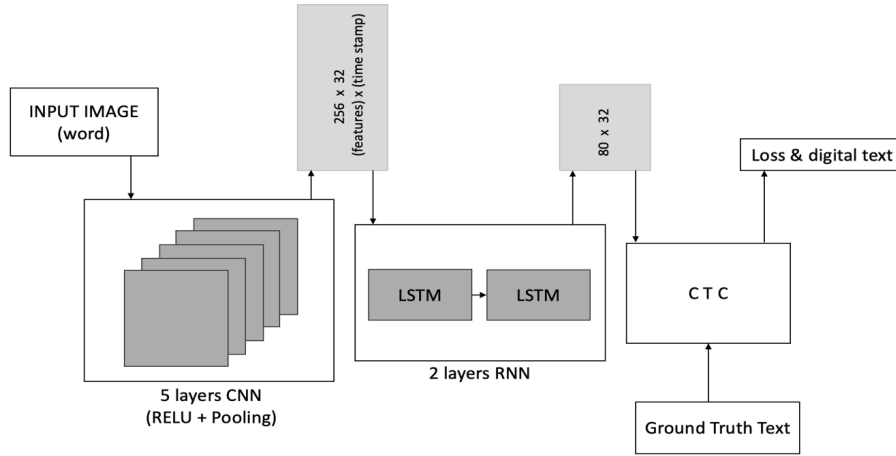 INPUT IMAGE
(word)
256 x 32
(features) x (time stamp)
5 layers CNN
(RELU + Pooling)
LSTM
LSTM
2 layers RNN
80 x 32
C T C
Loss & digital text
Ground Truth Text